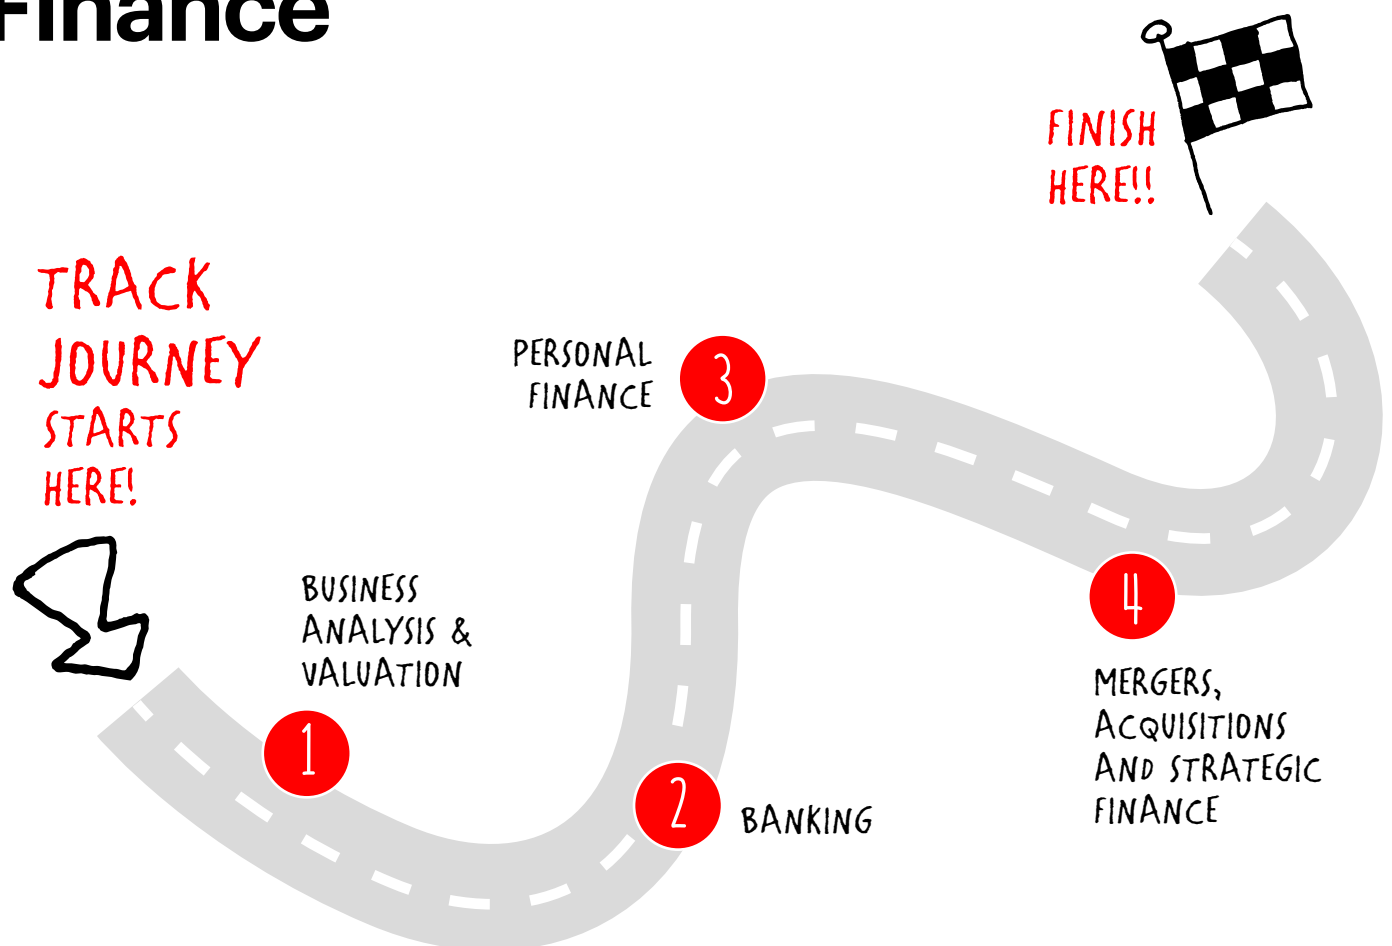 Finance
FINISH
HERE!!
TRACK
JOURNEY
STARTS
HERE!
PERSONAL
FINANCE
3
BUSINESS
ANALYSIS &
VALUATION
1
2
BANKING
4
MERGERS,
ACQUISITIONS
AND STRATEGIC
FINANCE